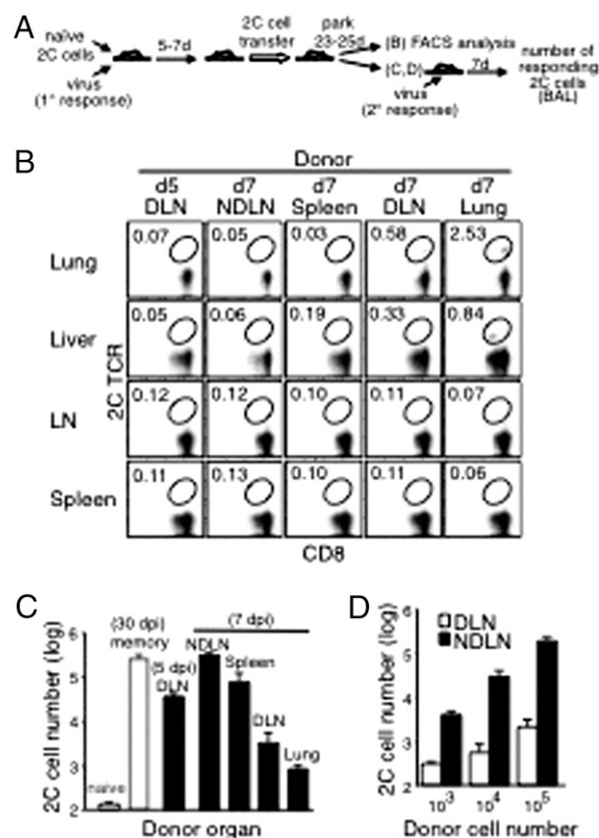 A
naïve
2C cells
virus
(1° response)
5-7d
2C cell
transfer
park
23-25d
(B) FACS analysis
(C,D)
virus
(2° response)
7d
number of
responding
2C cells
(BAL)
B
Donor
d5 d7 d7 d7 d7
DLN NDLN Spleen DLN Lung
Lung 0.07 0.05 0.03 0.58 2.53
Liver 0.05 0.06 0.19 0.33 0.84
LN 0.12 0.12 0.10 0.11 0.07
Spleen 0.11 0.13 0.10 0.11 0.06
2C TCR
CD8
C
2C cell number (log)
6
5
4
3
2
naïve
(30 dpi)
memory
(5 dpi)
DLN
(7 dpi)
NDLN
Spleen
DLN
Lung
Donor organ
D
2C cell number (log)
6
5
4
3
2
DLN
NDLN
10³ 10⁴ 10⁵
Donor cell number